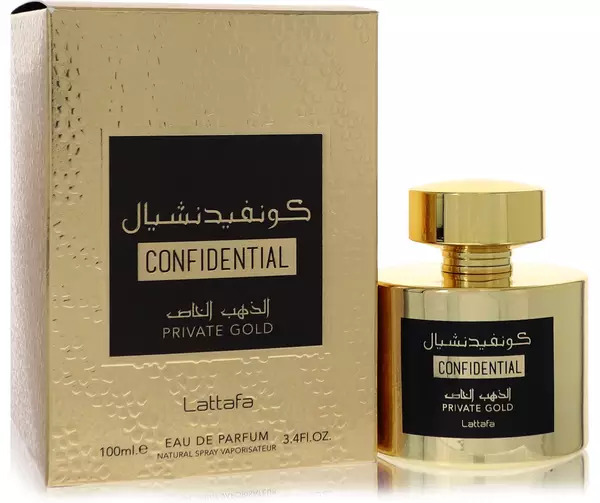 كونفيدنشيال
CONFIDENTIAL
الذهب الخاص
PRIVATE GOLD
Lattafa
100ml.e EAU DE PARFUM 3.4Fl.OZ.
NATURAL SPRAY VAPORISATEUR
كونفيدنشيال
CONFIDENTIAL
الذهب الخاص
PRIVATE GOLD
Lattafa